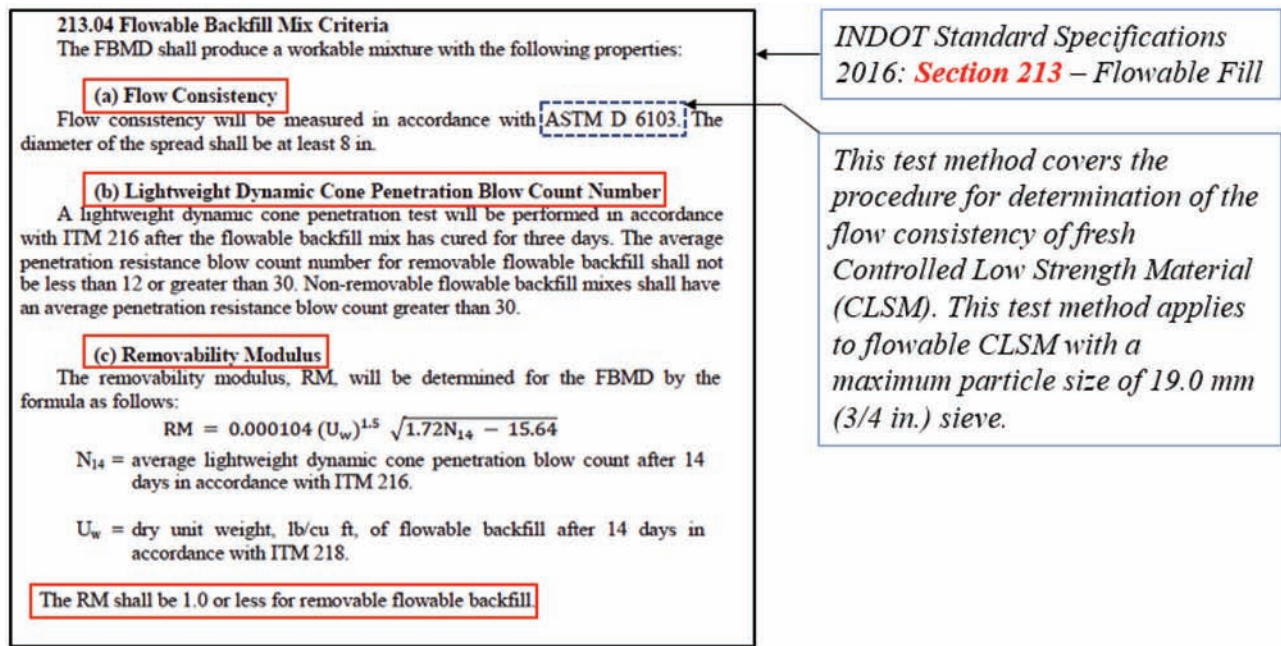 213.04 Flowable Backfill Mix Criteria
The FBMD shall produce a workable mixture with the following properties:
(a) Flow Consistency
Flow consistency will be measured in accordance with ASTM D 6103. The
diameter of the spread shall be at least 8 in.
(b) Lightweight Dynamic Cone Penetration Blow Count Number
A lightweight dynamic cone penetration test will be performed in accordance
with ITM 216 after the flowable backfill mix has cured for three days. The average
penetration resistance blow count number for removable flowable backfill shall not
be less than 12 or greater than 30. Non-removable flowable backfill mixes shall have
an average penetration resistance blow count greater than 30.
(c) Removability Modulus
The removability modulus, RM, will be determined for the FBMD by the
formula as follows:
RM = 0.000104 (U_w)^1.5 √(1.72N_14 − 15.64)
N_14 = average lightweight dynamic cone penetration blow count after 14
days in accordance with ITM 216.
U_w = dry unit weight, lb/cu ft, of flowable backfill after 14 days in
accordance with ITM 218.
The RM shall be 1.0 or less for removable flowable backfill.
INDOT Standard Specifications
2016: Section 213 – Flowable Fill
This test method covers the
procedure for determination of the
flow consistency of fresh
Controlled Low Strength Material
(CLSM). This test method applies
to flowable CLSM with a
maximum particle size of 19.0 mm
(3/4 in.) sieve.